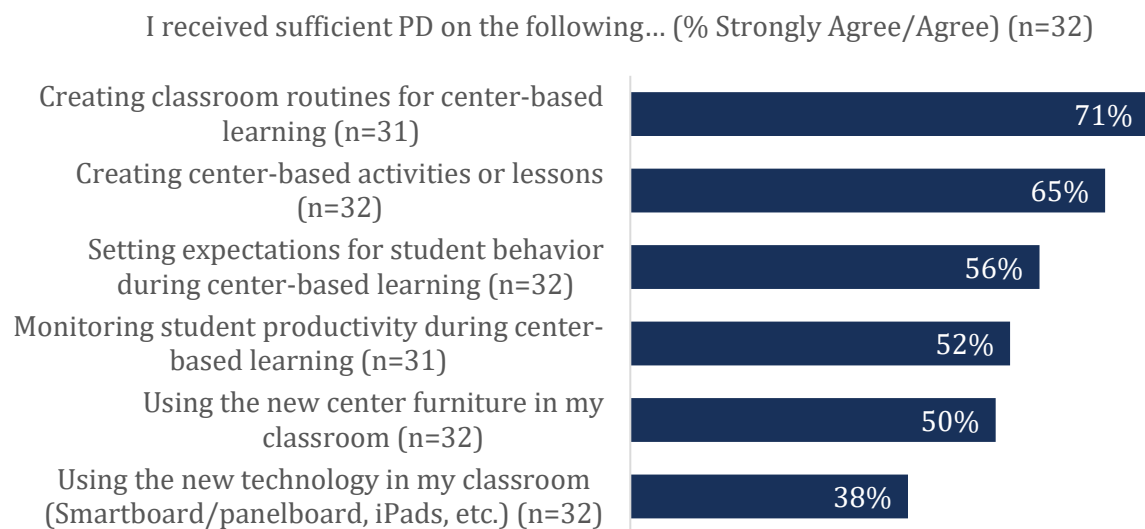 I received sufficient PD on the following… (% Strongly Agree/Agree) (n=32)
Creating classroom routines for center-based
learning (n=31)
71%
Creating center-based activities or lessons
(n=32)
65%
Setting expectations for student behavior
during center-based learning (n=32)
56%
Monitoring student productivity during center-
based learning (n=31)
52%
Using the new center furniture in my
classroom (n=32)
50%
Using the new technology in my classroom
(Smartboard/panelboard, iPads, etc.) (n=32)
38%